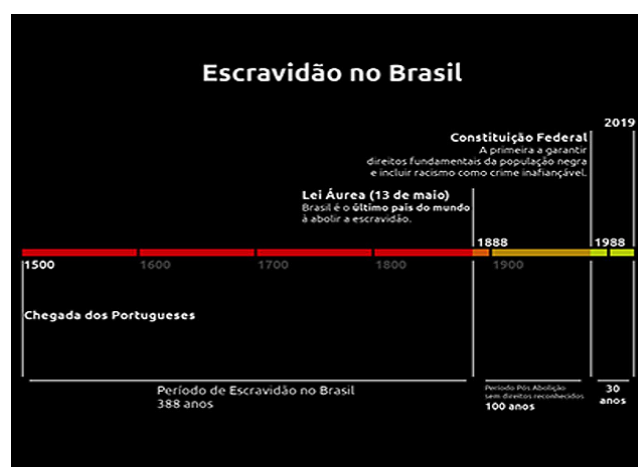 Escravidão no Brasil
2019
Constituição Federal
A primeira a garantir
direitos fundamentais da população negra
e incluir racismo como crime inafiançável.
Lei Áurea (13 de maio)
Brasil é o último país do mundo
à abolir a escravidão.
1888
1988
1500
1600
1700
1800
1900
Chegada dos Portugueses
Período de Escravidão no Brasil
388 anos
Período Pós Abolição
sem direitos reconhecidos
100 anos
30
anos